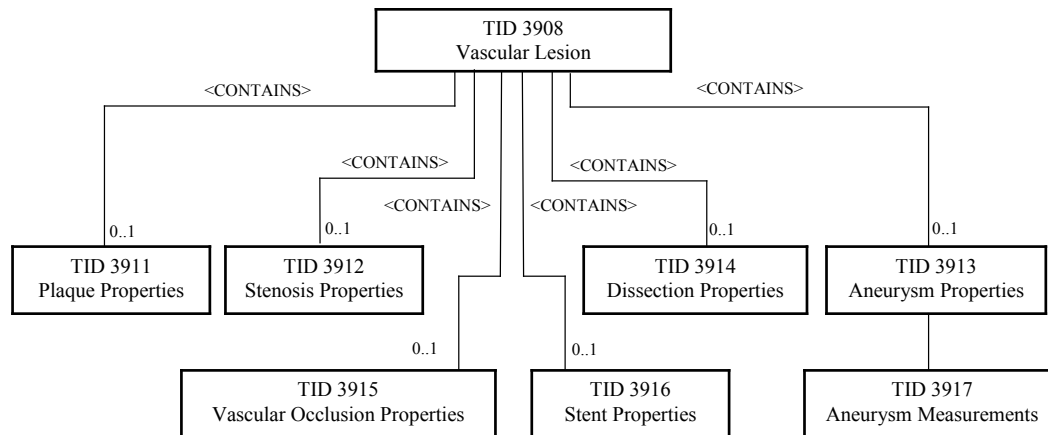 TID 3908
Vascular Lesion
<CONTAINS>
<CONTAINS>
<CONTAINS>
<CONTAINS>
<CONTAINS>
<CONTAINS>
0..1
0..1
0..1
0..1
TID 3911
Plaque Properties
TID 3912
Stenosis Properties
TID 3914
Dissection Properties
TID 3913
Aneurysm Properties
0..1
0..1
TID 3915
Vascular Occlusion Properties
TID 3916
Stent Properties
TID 3917
Aneurysm Measurements